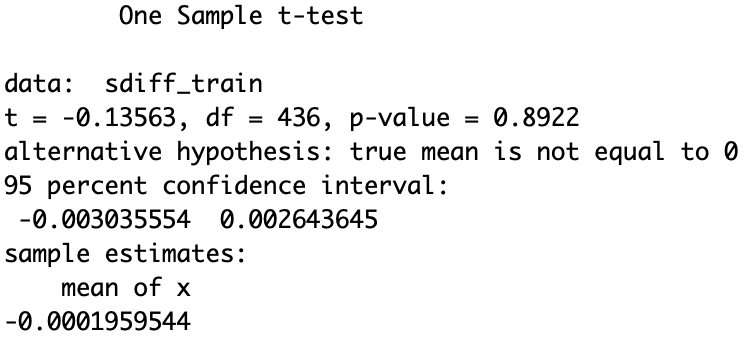 One Sample t-test
data:  sdiff_train
t = -0.13563, df = 436, p-value = 0.8922
alternative hypothesis: true mean is not equal to 0
95 percent confidence interval:
-0.003035554  0.002643645
sample estimates:
mean of x
-0.0001959544